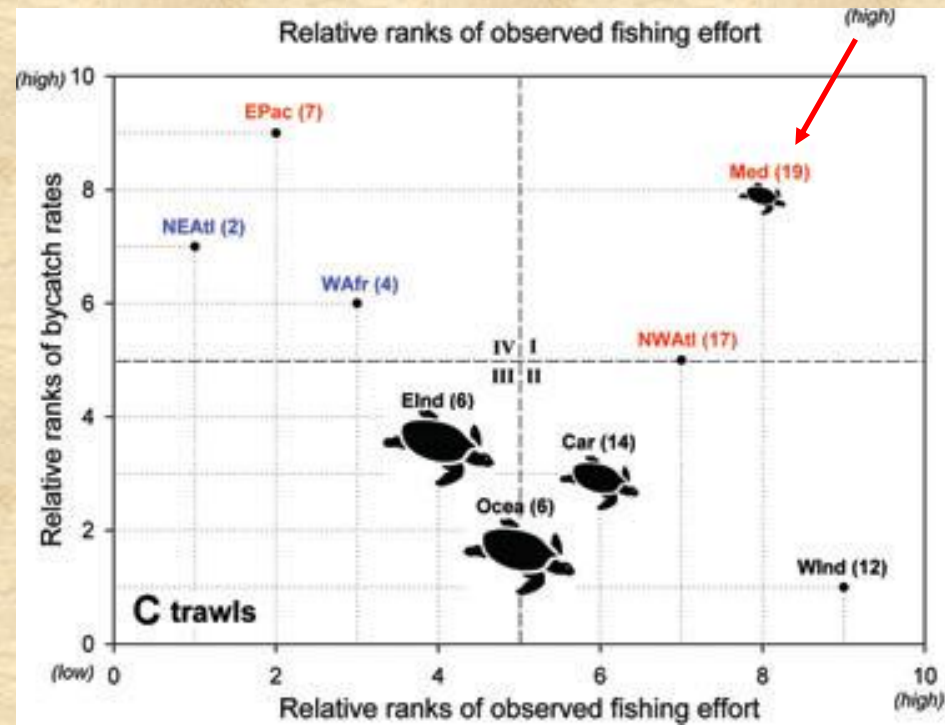 (high)
Relative ranks of observed fishing effort
(high) 10
EPac (7)
Med (19)
8
NEAtl (2)
WAfr (4)
6
NWAtl (17)
IV I
III II
EInd (6)
4
Car (14)
Ocea (6)
2
WInd (12)
C trawls
0
(low) 0 2 4 6 8 10
Relative ranks of observed fishing effort (high)
Relative ranks of bycatch rates